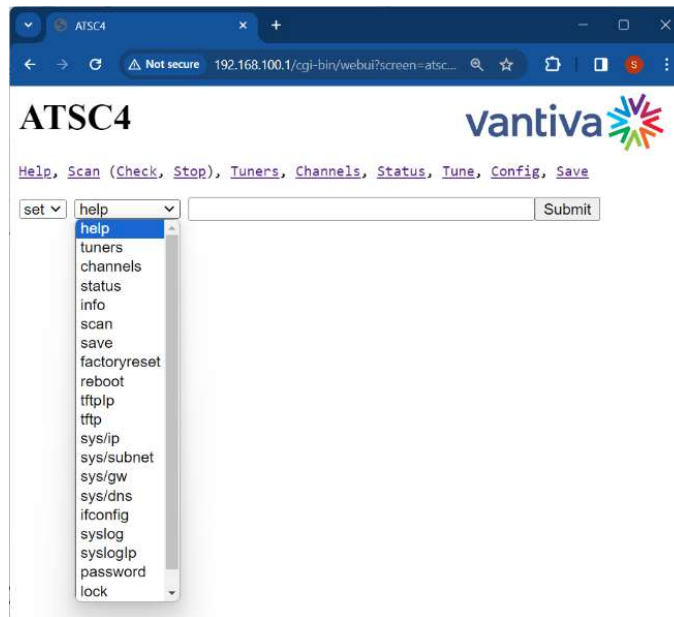 ATSC4
Not secure 192.168.100.1/cgi-bin/webui?screen=atsc...
S
ATSC4
vantiva
Help, Scan (Check, Stop), Tuners, Channels, Status, Tune, Config, Save
set help Submit
help
tuners
channels
status
info
scan
save
factoryreset
reboot
tftpIp
tftp
sys/ip
sys/subnet
sys/gw
sys/dns
ifconfig
syslog
syslogIp
password
lock